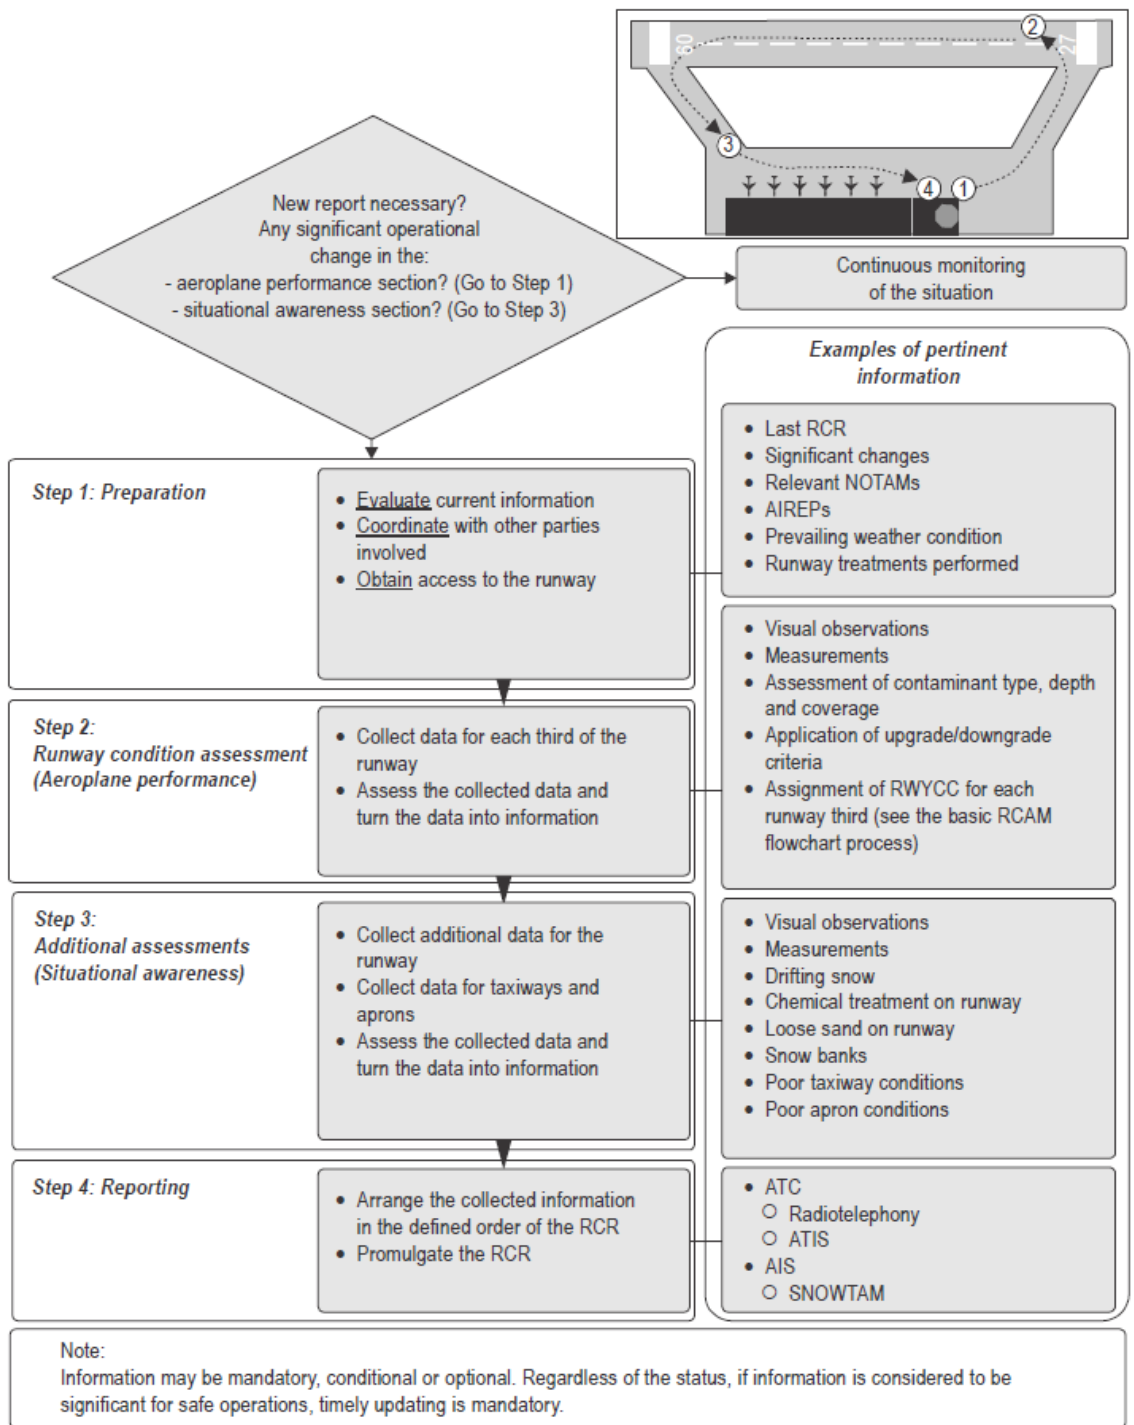 2
60
27
3
4
1
New report necessary?
Any significant operational
change in the:
- aeroplane performance section? (Go to Step 1)
- situational awareness section? (Go to Step 3)
Continuous monitoring
of the situation
Examples of pertinent
information
Step 1: Preparation
• Evaluate current information
• Coordinate with other parties
involved
• Obtain access to the runway
• Last RCR
• Significant changes
• Relevant NOTAMs
• AIREPs
• Prevailing weather condition
• Runway treatments performed
Step 2:
Runway condition assessment
(Aeroplane performance)
• Collect data for each third of the
runway
• Assess the collected data and
turn the data into information
• Visual observations
• Measurements
• Assessment of contaminant type, depth
and coverage
• Application of upgrade/downgrade
criteria
• Assignment of RWYCC for each
runway third (see the basic RCAM
flowchart process)
Step 3:
Additional assessments
(Situational awareness)
• Collect additional data for the
runway
• Collect data for taxiways and
aprons
• Assess the collected data and
turn the data into information
• Visual observations
• Measurements
• Drifting snow
• Chemical treatment on runway
• Loose sand on runway
• Snow banks
• Poor taxiway conditions
• Poor apron conditions
Step 4: Reporting
• Arrange the collected information
in the defined order of the RCR
• Promulgate the RCR
• ATC
○ Radiotelephony
○ ATIS
• AIS
○ SNOWTAM
Note:
Information may be mandatory, conditional or optional. Regardless of the status, if information is considered to be
significant for safe operations, timely updating is mandatory.